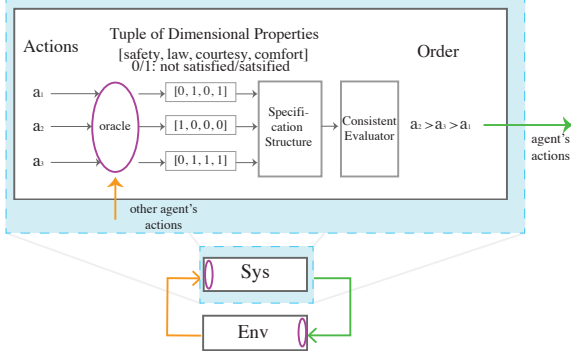 Actions
Tuple of Dimensional Properties
[safety, law, courtesy, comfort]
0/1: not satisfied/satsified
Order
a₁
a₂
a₃
oracle
[0, 1, 0, 1]
[1, 0, 0, 0]
[0, 1, 1, 1]
Specifi-
cation
Structure
Consistent
Evaluator
a₂>a₃>a₁
agent's
actions
other agent's
actions
Sys
Env